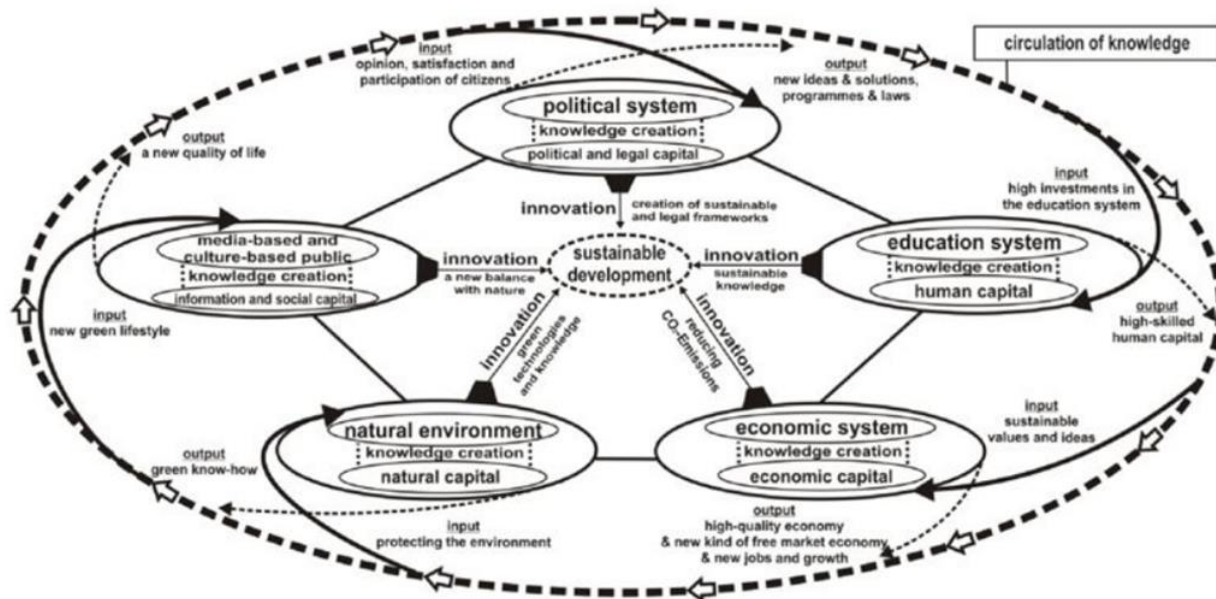 circulation of knowledge
input
opinion, satisfaction and
participation of citizens
output
new ideas & solutions,
programmes & laws
political system
knowledge creation
political and legal capital
output
a new quality of life
input
high investments in
the education system
innovation
creation of sustainable
and legal frameworks
media-based and
culture-based public
knowledge creation
information and social capital
innovation
a new balance
with nature
sustainable
development
innovation
sustainable
knowledge
education system
knowledge creation
human capital
input
new green lifestyle
output
high-skilled
human capital
innovation
green
technologies
and knowledge
innovation
reducing
CO₂-Emissions
natural environment
knowledge creation
natural capital
economic system
knowledge creation
economic capital
input
sustainable
values and ideas
output
green know-how
input
protecting the environment
output
high-quality economy
& new kind of free market economy
& new jobs and growth